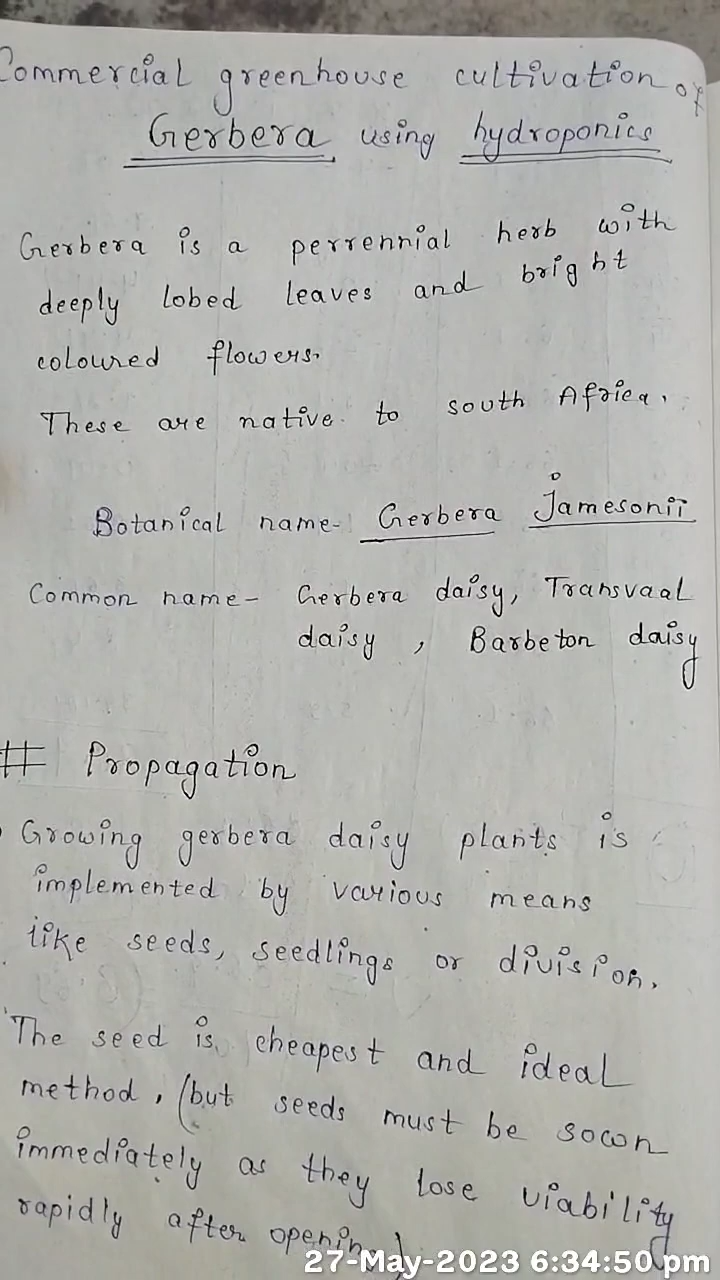 Commercial greenhouse cultivation of
Gerbera using hydroponics
Gerbera is a perrennial herb with
deeply lobed leaves and bright
coloured flowers.
These are native to south Africa.
Botanical name- Gerbera Jamesonii
Common name- Gerbera daisy, Transvaal
daisy, Barbeton daisy
# Propagation
Growing gerbera daisy plants is
implemented by various means
like seeds, seedlings or division.
The seed is cheapest and ideal
method, (but seeds must be sown
immediately as they lose viability
rapidly after opening)
27-May-2023 6:34:50 pm